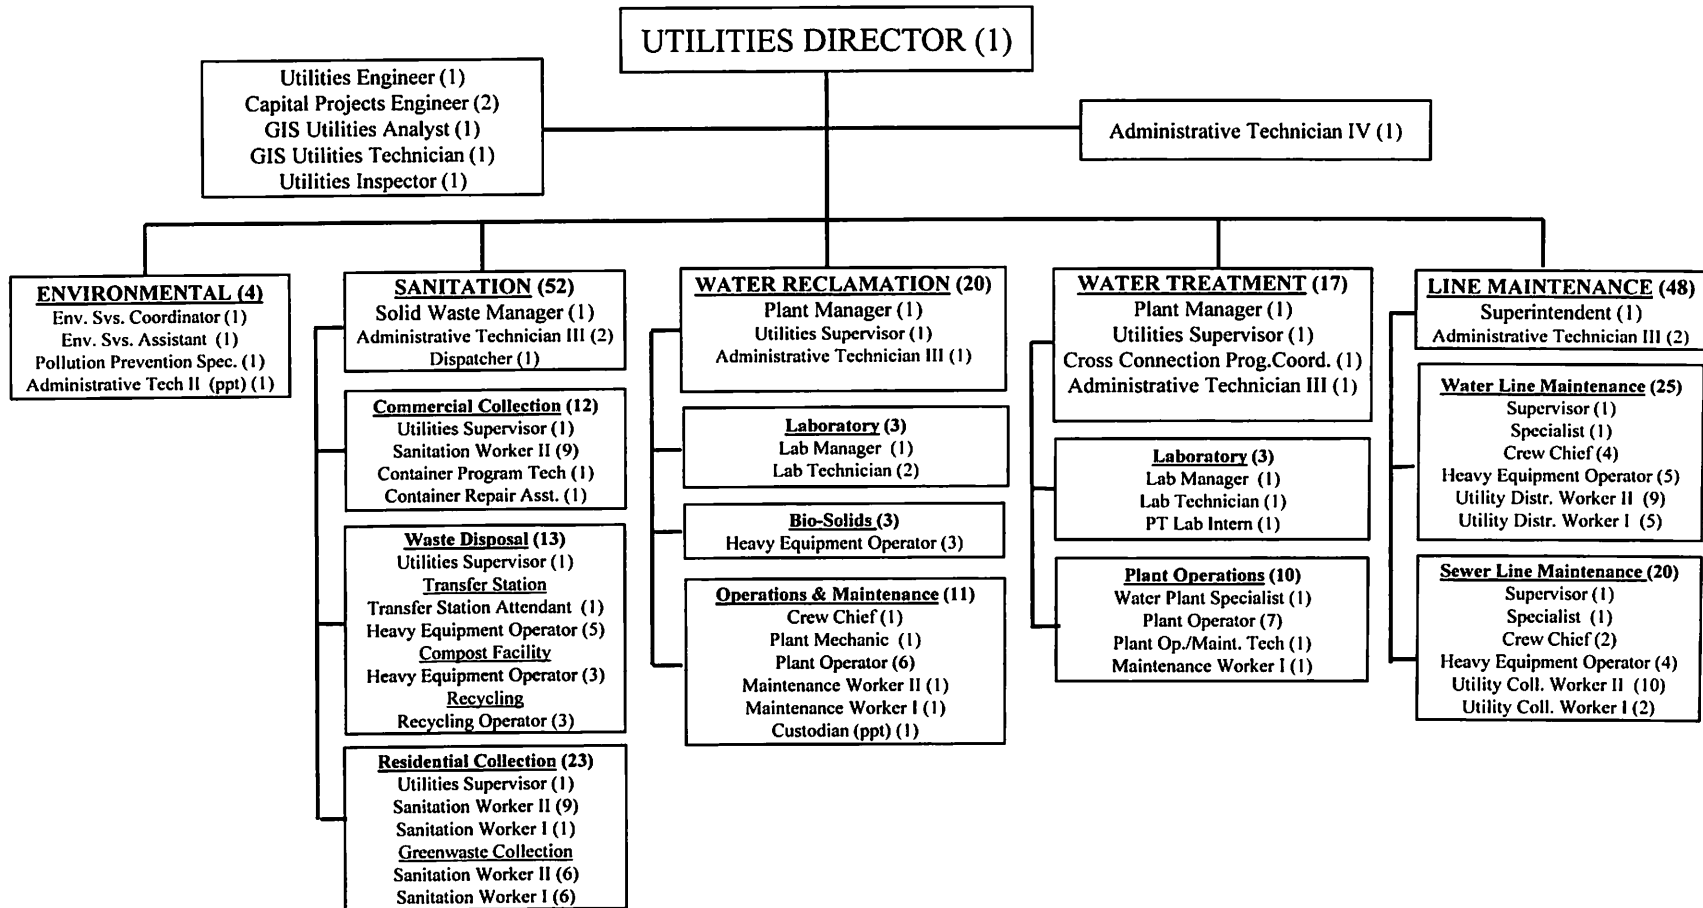 UTILITIES DIRECTOR (1)
Utilities Engineer (1)
Capital Projects Engineer (2)
GIS Utilities Analyst (1)
GIS Utilities Technician (1)
Utilities Inspector (1)
Administrative Technician IV (1)
ENVIRONMENTAL (4)
Env. Svs. Coordinator (1)
Env. Svs. Assistant (1)
Pollution Prevention Spec. (1)
Administrative Tech II (ppt) (1)
SANITATION (52)
Solid Waste Manager (1)
Administrative Technician III (2)
Dispatcher (1)
Commercial Collection (12)
Utilities Supervisor (1)
Sanitation Worker II (9)
Container Program Tech (1)
Container Repair Asst. (1)
Waste Disposal (13)
Utilities Supervisor (1)
Transfer Station
Transfer Station Attendant (1)
Heavy Equipment Operator (5)
Compost Facility
Heavy Equipment Operator (3)
Recycling
Recycling Operator (3)
Residential Collection (23)
Utilities Supervisor (1)
Sanitation Worker II (9)
Sanitation Worker I (1)
Greenwaste Collection
Sanitation Worker II (6)
Sanitation Worker I (6)
WATER RECLAMATION (20)
Plant Manager (1)
Utilities Supervisor (1)
Administrative Technician III (1)
Laboratory (3)
Lab Manager (1)
Lab Technician (2)
Bio-Solids (3)
Heavy Equipment Operator (3)
Operations & Maintenance (11)
Crew Chief (1)
Plant Mechanic (1)
Plant Operator (6)
Maintenance Worker II (1)
Maintenance Worker I (1)
Custodian (ppt) (1)
WATER TREATMENT (17)
Plant Manager (1)
Utilities Supervisor (1)
Cross Connection Prog.Coord. (1)
Administrative Technician III (1)
Laboratory (3)
Lab Manager (1)
Lab Technician (1)
PT Lab Intern (1)
Plant Operations (10)
Water Plant Specialist (1)
Plant Operator (7)
Plant Op./Maint. Tech (1)
Maintenance Worker I (1)
LINE MAINTENANCE (48)
Superintendent (1)
Administrative Technician III (2)
Water Line Maintenance (25)
Supervisor (1)
Specialist (1)
Crew Chief (4)
Heavy Equipment Operator (5)
Utility Distr. Worker II (9)
Utility Distr. Worker I (5)
Sewer Line Maintenance (20)
Supervisor (1)
Specialist (1)
Crew Chief (2)
Heavy Equipment Operator (4)
Utility Coll. Worker II (10)
Utility Coll. Worker I (2)